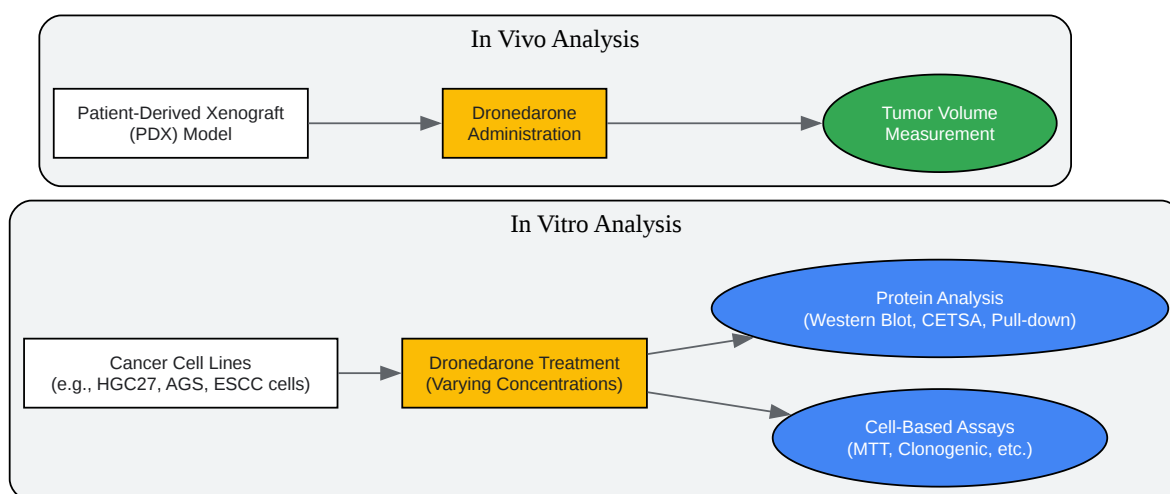 In Vivo Analysis
Patient-Derived Xenograft
(PDX) Model
Dronedarone
Administration
Tumor Volume
Measurement
In Vitro Analysis
Cancer Cell Lines
(e.g., HGC27, AGS, ESCC cells)
Dronedarone Treatment
(Varying Concentrations)
Protein Analysis
(Western Blot, CETSA, Pull-down)
Cell-Based Assays
(MTT, Clonogenic, etc.)